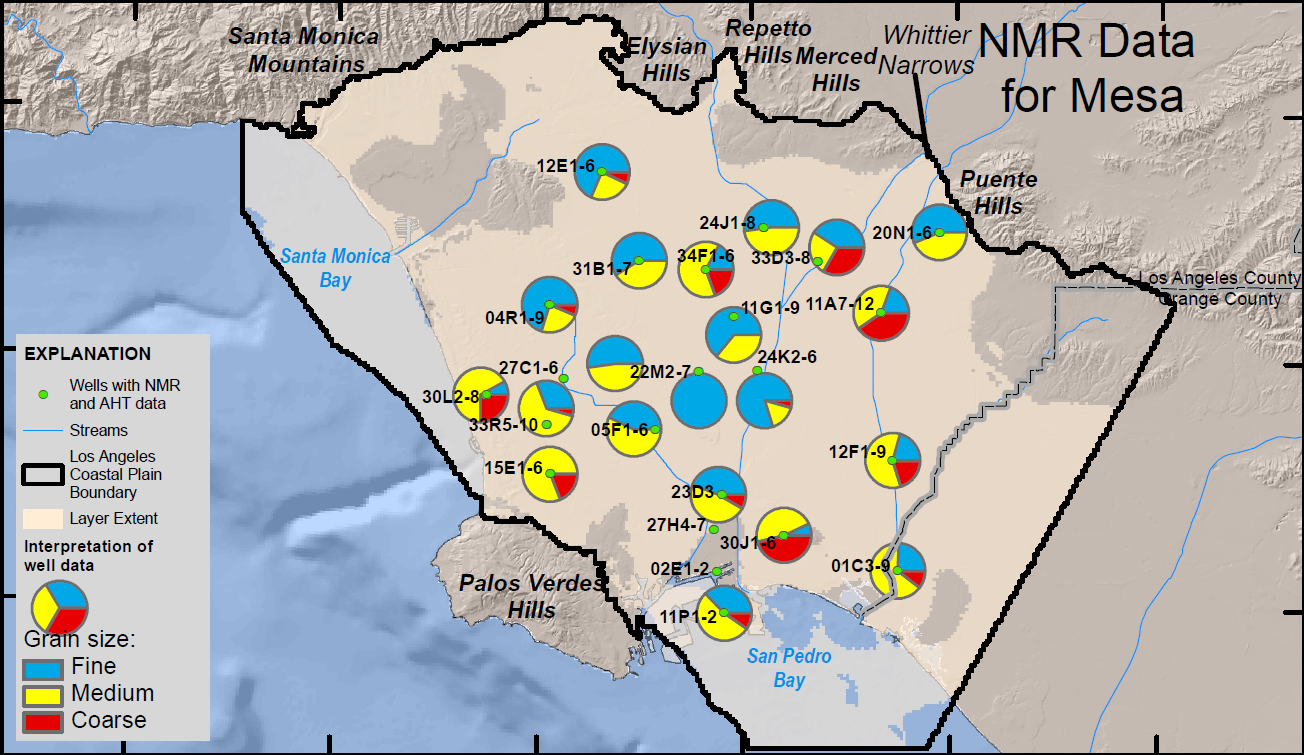 NMR Data
for Mesa
Santa Monica
Mountains
Elysian
Hills
Repetto
Hills
Merced
Hills
Whittier
Narrows
Puente
Hills
Los Angeles County
Orange County
Santa Monica
Bay
12E1-6
24J1-8
20N1-6
31B1-7
34F1-6
33D3-8
04R1-9
11G1-9
11A7-12
27C1-6
22M2-7
24K2-6
30L2-8
33R5-10
05F1-6
15E1-6
12F1-9
23D3
27H4-7
30J1-6
02E1-2
01C3-9
11P1-2
Palos Verdes
Hills
San Pedro
Bay
EXPLANATION
Wells with NMR
and AHT data
Streams
Los Angeles
Coastal Plain
Boundary
Layer Extent
Interpretation of
well data
Grain size:
Fine
Medium
Coarse